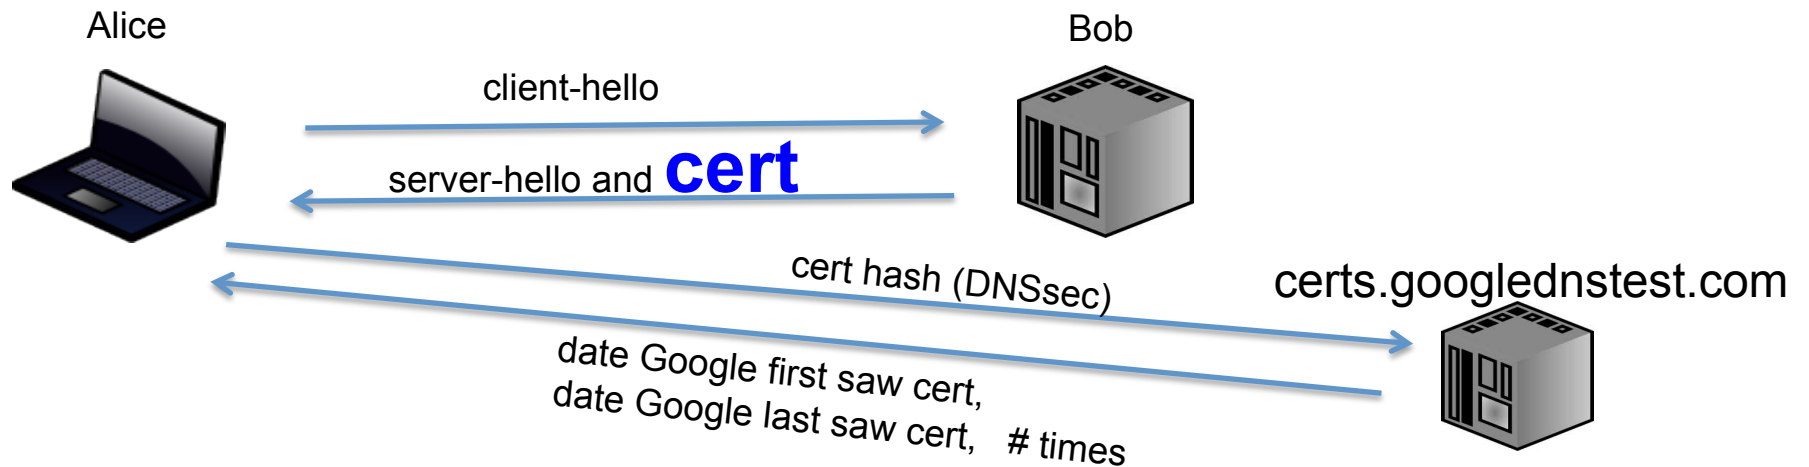 Alice
Bob
client-hello
server-hello and cert
cert hash (DNSsec)
certs.googlednstest.com
date Google first saw cert,
date Google last saw cert, # times